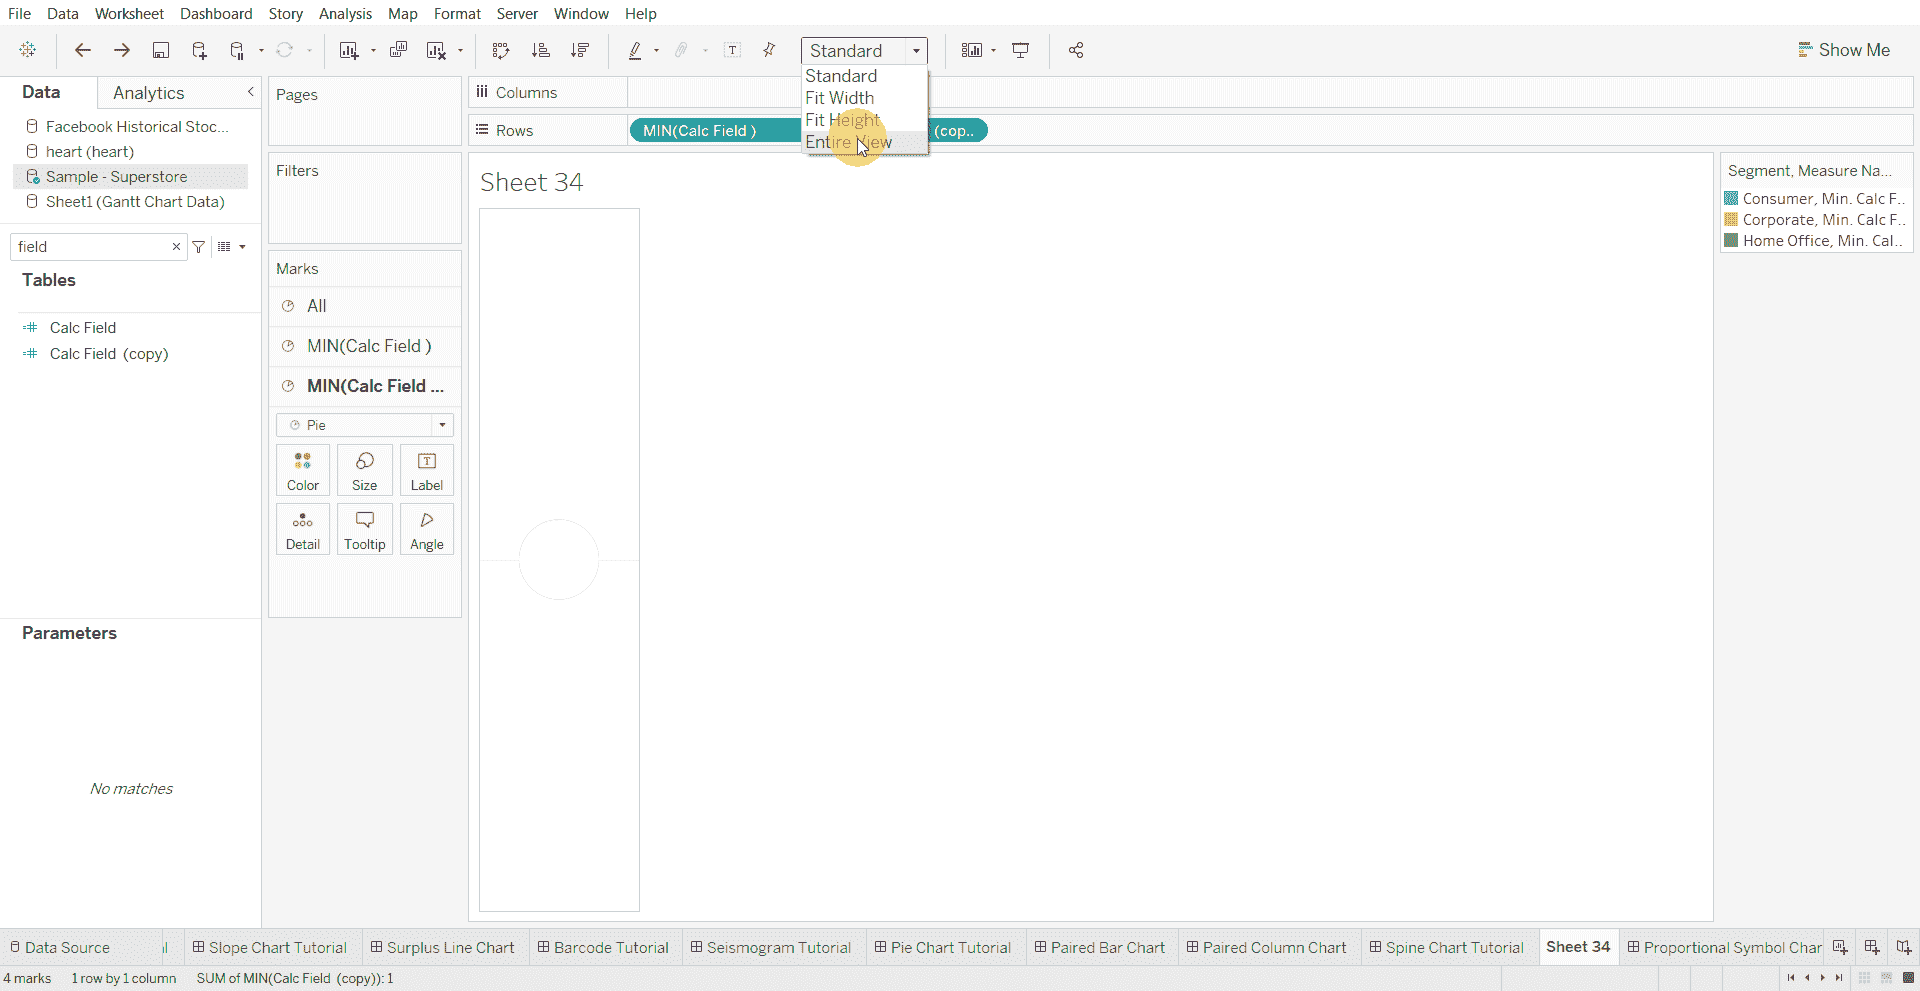 File Data Worksheet Dashboard Story Analysis Map Format Server Window Help
Standard
Show Me
Standard
Fit Width
Fit Height
Entire View
Data
Analytics
Facebook Historical Stoc...
heart (heart)
Sample - Superstore
Sheet1 (Gantt Chart Data)
field
Tables
Calc Field
Calc Field (copy)
Parameters
No matches
Pages
Filters
Marks
All
MIN(Calc Field )
MIN(Calc Field ...
Pie
Color Size Label
Detail Tooltip Angle
Columns
Rows
MIN(Calc Field )
(cop..
Sheet 34
Segment, Measure Na...
Consumer, Min. Calc F..
Corporate, Min. Calc F..
Home Office, Min. Cal..
Data Source Slope Chart Tutorial Surplus Line Chart Barcode Tutorial Seismogram Tutorial Pie Chart Tutorial Paired Bar Chart Paired Column Chart Spine Chart Tutorial Sheet 34 Proportional Symbol Char
4 marks 1 row by 1 column SUM of MIN(Calc Field (copy)): 1